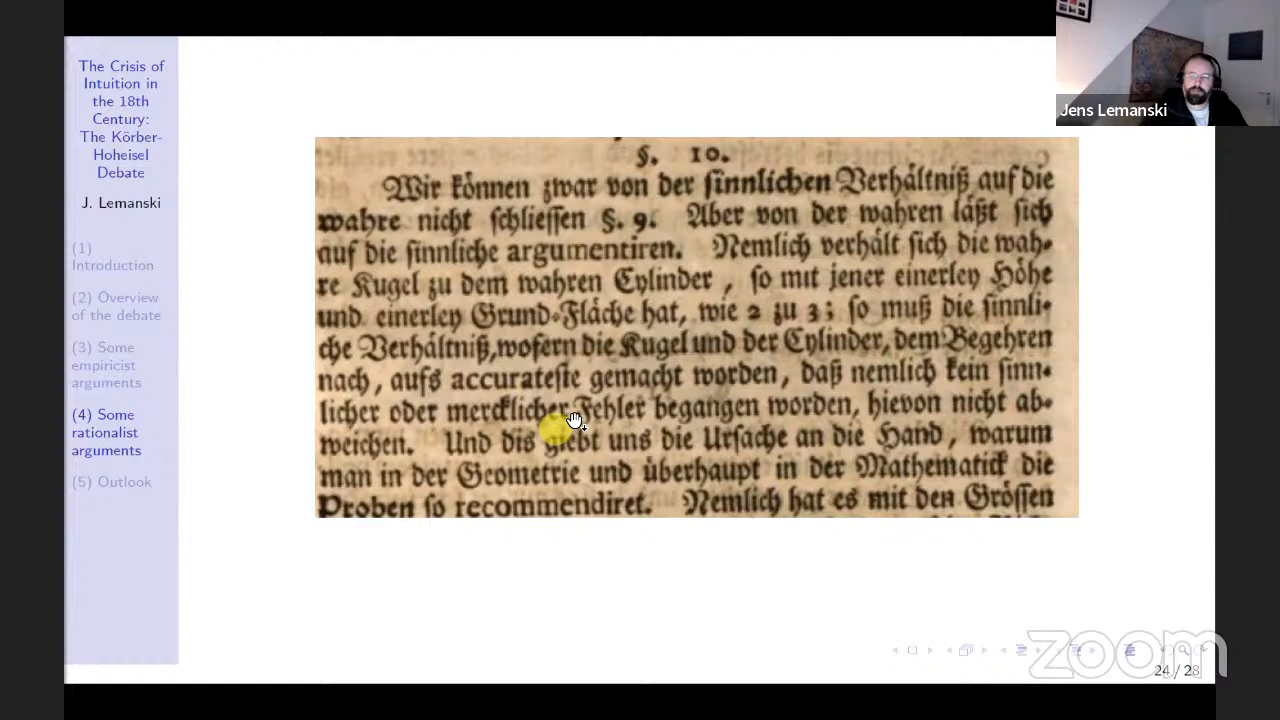 The Crisis of
Intuition in
the 18th
Century:
The Körber-
Hoheisel
Debate
J. Lemanski
(1)
Introduction
(2) Overview
of the debate
(3) Some
empiricist
arguments
(4) Some
rationalist
arguments
(5) Outlook
§. 10.
Wir können zwar von der sinnlichen Verhältniß auf die
wahre nicht schliessen §. 9. Aber von der wahren läßt sich
auf die sinnliche argumentiren. Nemlich verhält sich die wah-
re Kugel zu dem wahren Cylinder, so mit jener einerley Höhe
und einerley Grund-Fläche hat, wie 2 zu 3; so muß die sinnli-
che Verhältniß, wofern die Kugel und der Cylinder, dem Begehren
nach, aufs accurateste gemacht worden, daß nemlich kein sinn-
licher oder mercklicher Fehler begangen worden, hievon nicht ab-
weichen. Und dis giebt uns die Ursache an die Hand, warum
man in der Geometrie und überhaupt in der Mathematick die
Proben so recommendiret. Nemlich hat es mit den Grössen
Jens Lemanski
zoom
24 / 28